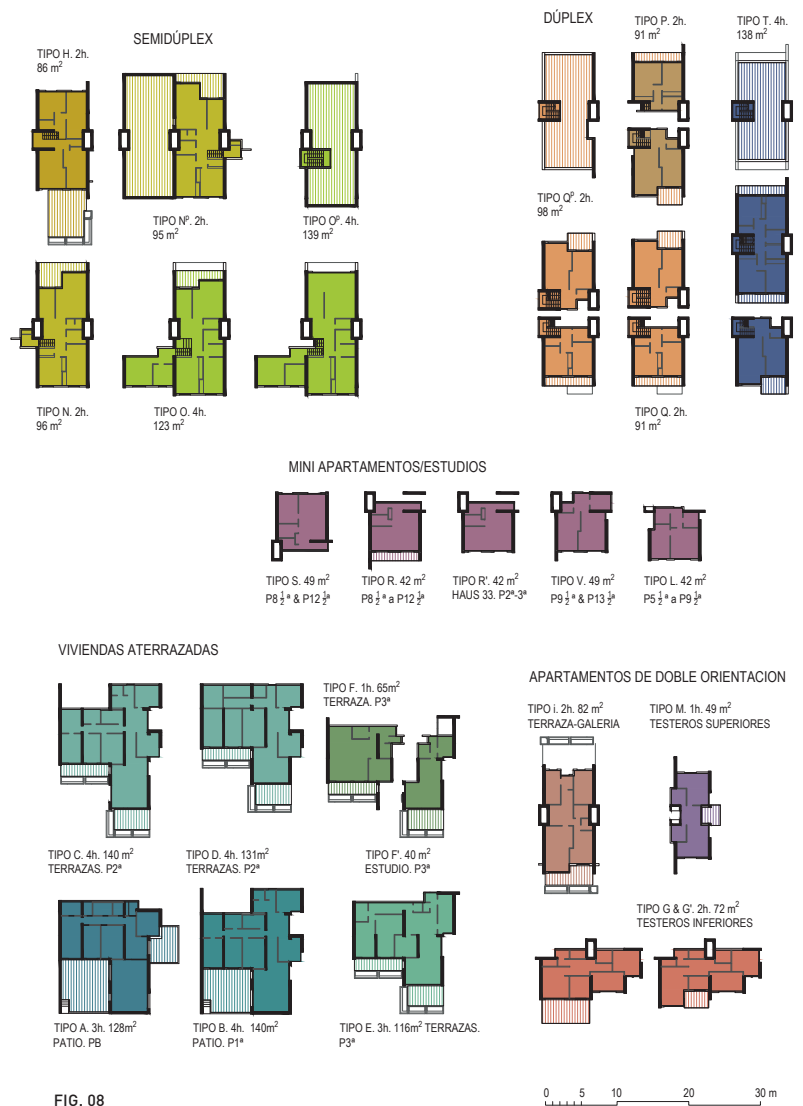 SEMIDÚPLEX
TIPO H. 2h.
86 m²
TIPO Nᵖ. 2h.
95 m²
TIPO Oᵖ. 4h.
139 m²
TIPO N. 2h.
96 m²
TIPO O. 4h.
123 m²
DÚPLEX
TIPO P. 2h.
91 m²
TIPO T. 4h.
138 m²
TIPO Qᵖ. 2h.
98 m²
TIPO Q. 2h.
91 m²
MINI APARTAMENTOS/ESTUDIOS
TIPO S. 49 m²
P8 ½ª & P12 ½ª
TIPO R. 42 m²
P8 ½ª a P12 ½ª
TIPO R'. 42 m²
HAUS 33. P2ª-3ª
TIPO V. 49 m²
P9 ½ª & P13 ½ª
TIPO L. 42 m²
P5 ½ª a P9 ½ª
VIVIENDAS ATERRAZADAS
TIPO F. 1h. 65m²
TERRAZA. P3ª
TIPO C. 4h. 140 m²
TERRAZAS. P2ª
TIPO D. 4h. 131m²
TERRAZAS. P2ª
TIPO F'. 40 m²
ESTUDIO. P3ª
TIPO A. 3h. 128m²
PATIO. PB
TIPO B. 4h. 140m²
PATIO. P1ª
TIPO E. 3h. 116m² TERRAZAS.
P3ª
APARTAMENTOS DE DOBLE ORIENTACION
TIPO i. 2h. 82 m²
TERRAZA-GALERIA
TIPO M. 1h. 49 m²
TESTEROS SUPERIORES
TIPO G & G'. 2h. 72 m²
TESTEROS INFERIORES
FIG. 08
0 5 10 20 30 m